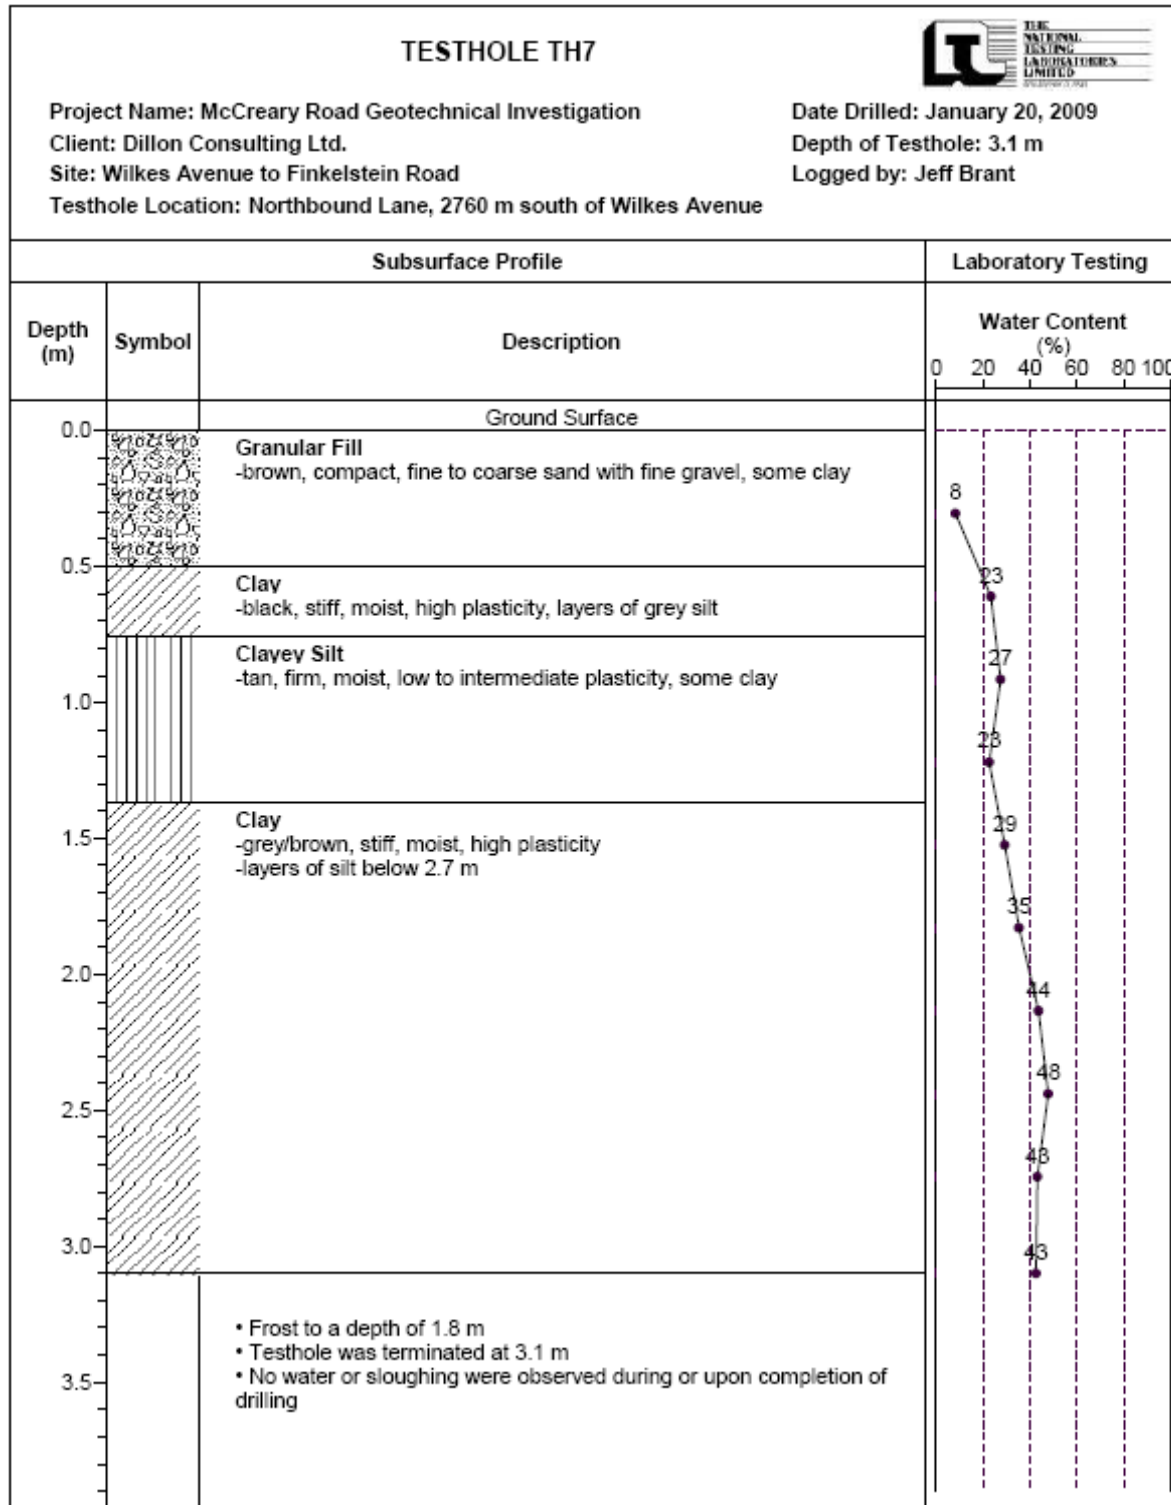 TESTHOLE TH7
THE
NATIONAL
TESTING
LABORATORIES
LIMITED
Project Name: McCreary Road Geotechnical Investigation
Date Drilled: January 20, 2009
Client: Dillon Consulting Ltd.
Depth of Testhole: 3.1 m
Site: Wilkes Avenue to Finkelstein Road
Logged by: Jeff Brant
Testhole Location: Northbound Lane, 2760 m south of Wilkes Avenue
Subsurface Profile
Laboratory Testing
Depth
(m)
Symbol
Description
Water Content
(%)
0 20 40 60 80 100
Ground Surface
0.0
Granular Fill
-brown, compact, fine to coarse sand with fine gravel, some clay
8
0.5
Clay
-black, stiff, moist, high plasticity, layers of grey silt
23
Clayey Silt
-tan, firm, moist, low to intermediate plasticity, some clay
27
1.0
23
Clay
-grey/brown, stiff, moist, high plasticity
-layers of silt below 2.7 m
1.5
29
35
2.0
44
48
2.5
43
3.0
43
• Frost to a depth of 1.8 m
• Testhole was terminated at 3.1 m
• No water or sloughing were observed during or upon completion of
drilling
3.5